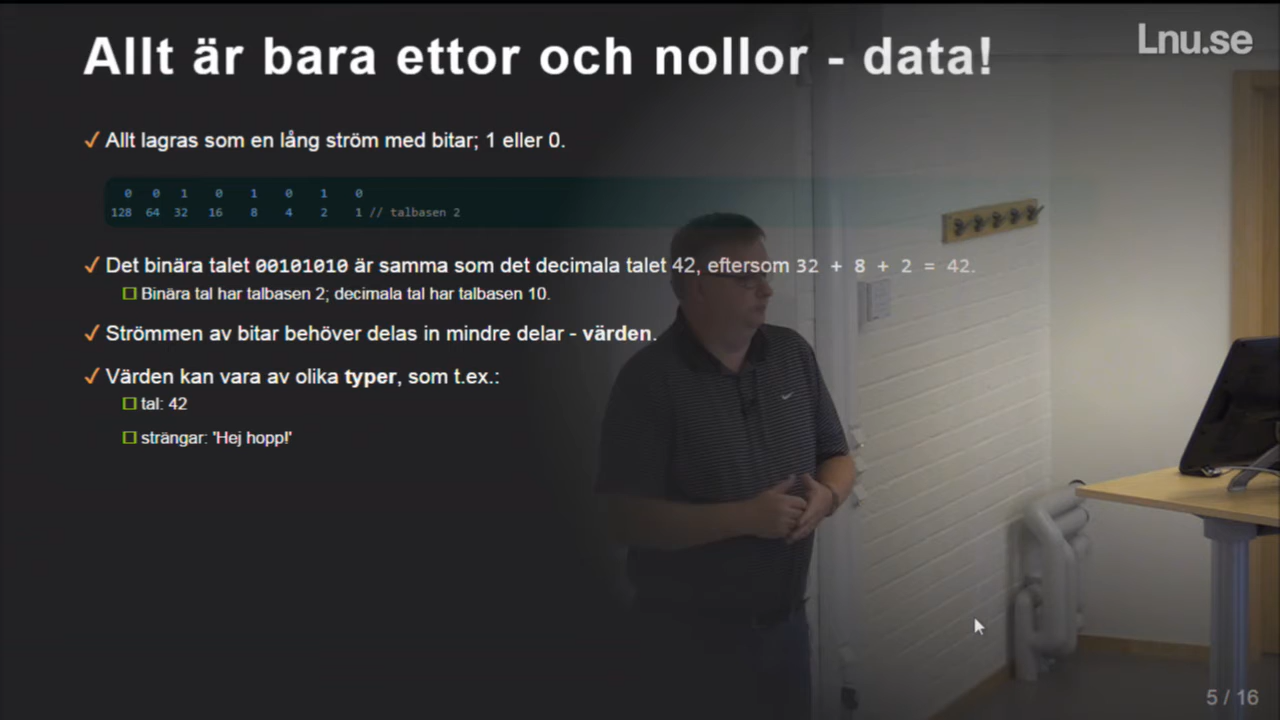 Allt är bara ettor och nollor - data!
Lnu.se
✓ Allt lagras som en lång ström med bitar; 1 eller 0.
0 0 1 0 1 0 1 0
128 64 32 16 8 4 2 1 // talbasen 2
✓ Det binära talet 00101010 är samma som det decimala talet 42, eftersom 32 + 8 + 2 = 42.
Binära tal har talbasen 2; decimala tal har talbasen 10.
✓ Strömmen av bitar behöver delas in mindre delar - värden.
✓ Värden kan vara av olika typer, som t.ex.:
tal: 42
strängar: 'Hej hopp!'
5 / 16